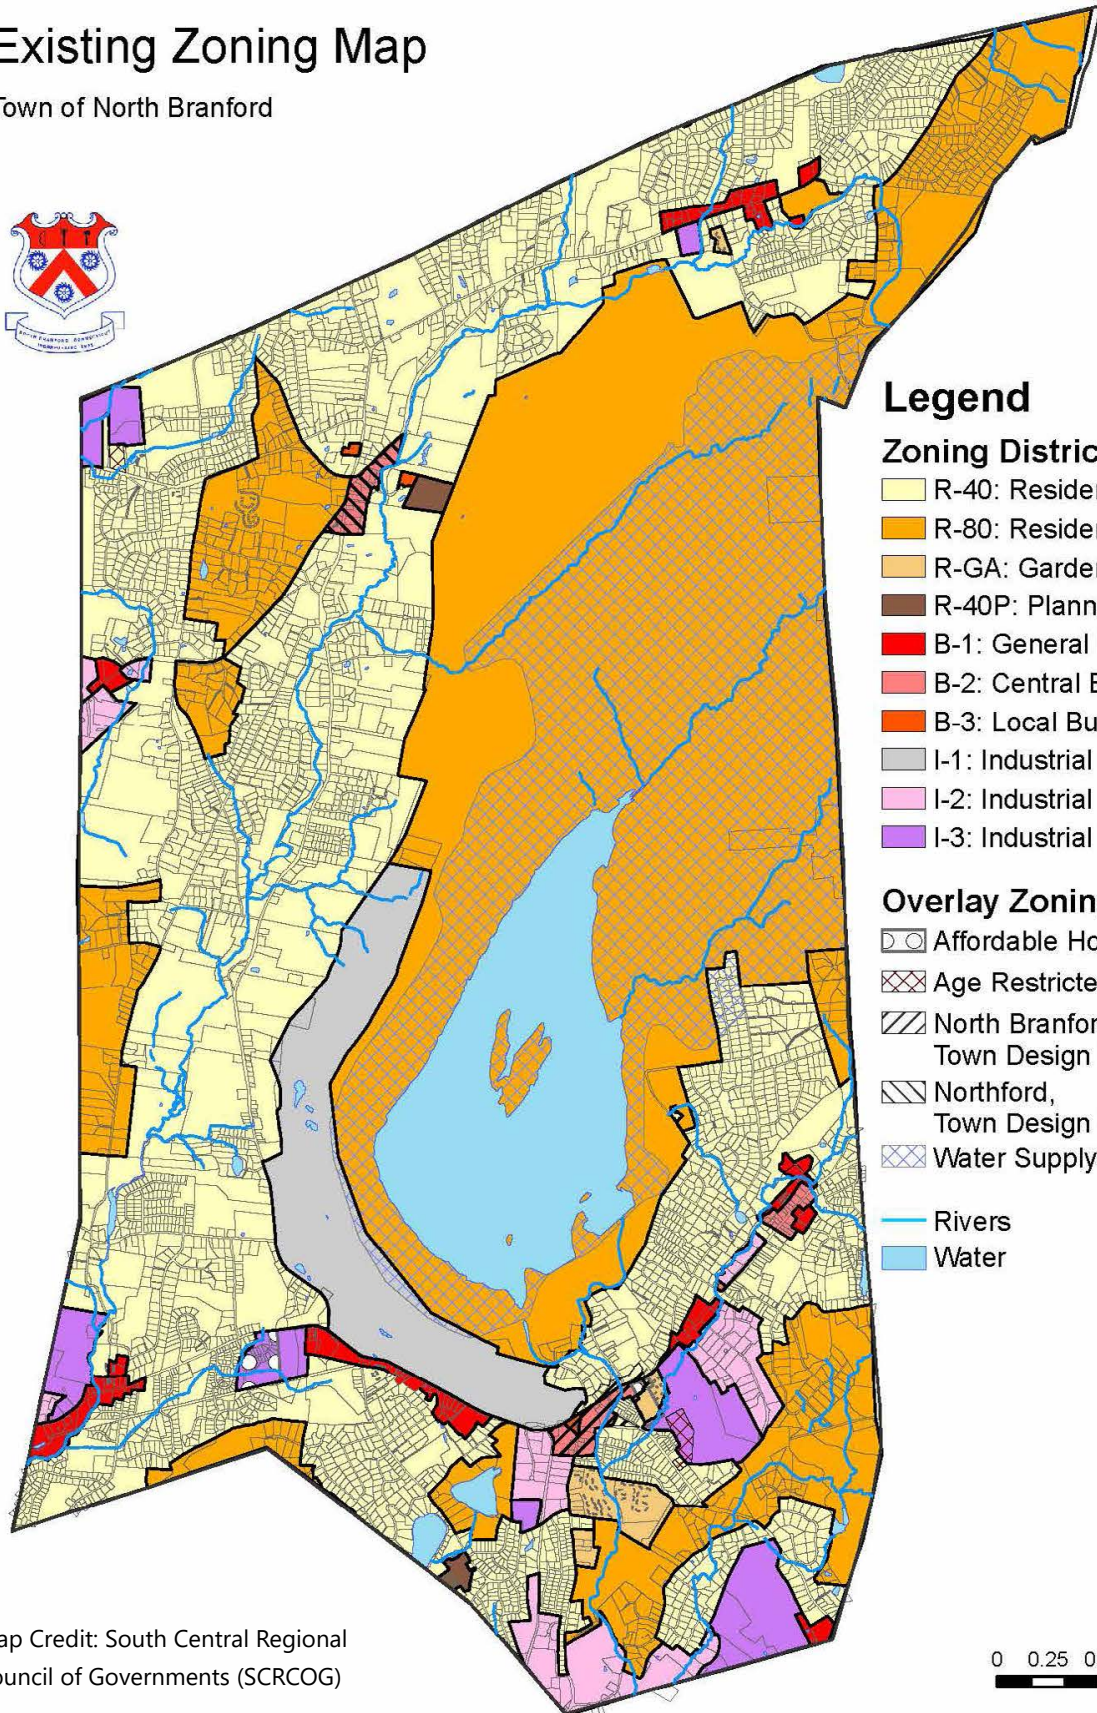 Existing Zoning Map
Town of North Branford
Legend
Zoning Distric
R-40: Residen
R-80: Residen
R-GA: Garden
R-40P: Plann
B-1: General
B-2: Central B
B-3: Local Bu
I-1: Industrial
I-2: Industrial
I-3: Industrial
Overlay Zonin
Affordable Ho
Age Restricte
North Branfor
Town Design
Northford,
Town Design
Water Supply
Rivers
Water
ap Credit: South Central Regional
ouncil of Governments (SCRCOG)
0 0.25 0